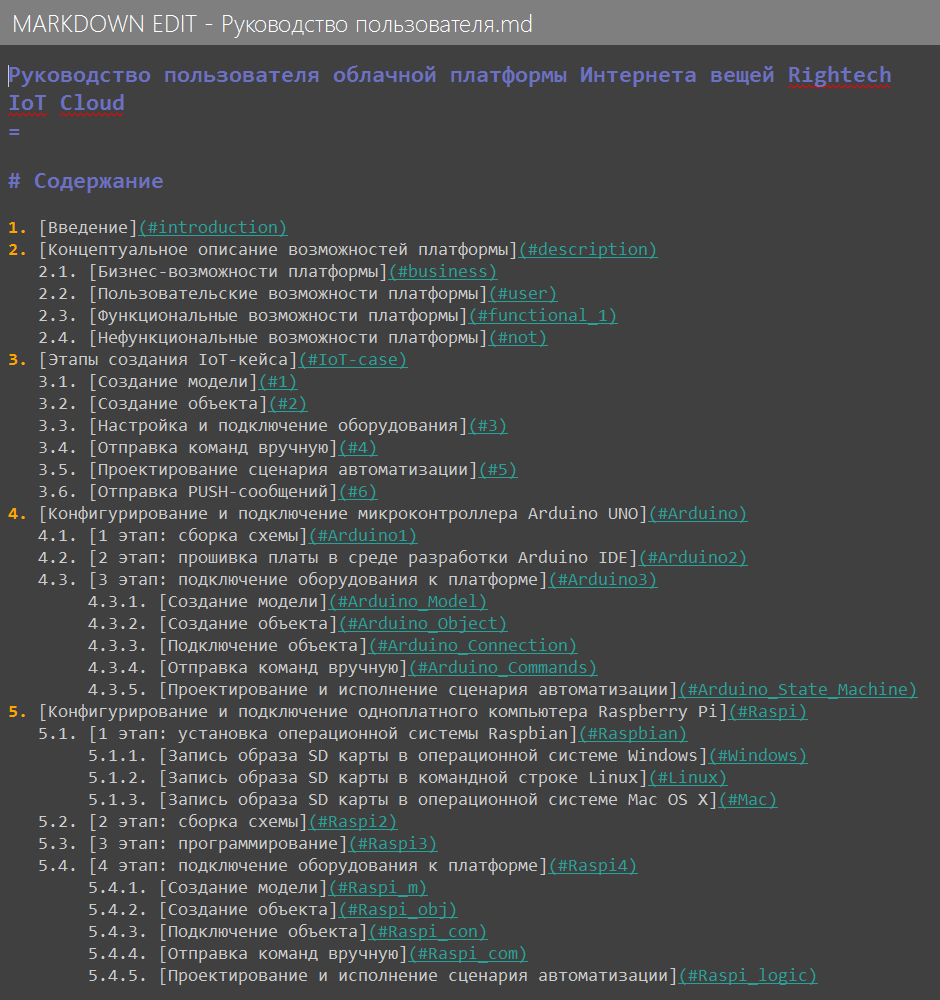 MARKDOWN EDIT - Руководство пользователя.md
Руководство пользователя облачной платформы Интернета вещей Rightech
IoT Cloud
=
# Содержание
1. [Введение](#introduction)
2. [Концептуальное описание возможностей платформы](#description)
2.1. [Бизнес-возможности платформы](#business)
2.2. [Пользовательские возможности платформы](#user)
2.3. [Функциональные возможности платформы](#functional_1)
2.4. [Нефункциональные возможности платформы](#not)
3. [Этапы создания IoT-кейса](#IoT-case)
3.1. [Создание модели](#1)
3.2. [Создание объекта](#2)
3.3. [Настройка и подключение оборудования](#3)
3.4. [Отправка команд вручную](#4)
3.5. [Проектирование сценария автоматизации](#5)
3.6. [Отправка PUSH-сообщений](#6)
4. [Конфигурирование и подключение микроконтроллера Arduino UNO](#Arduino)
4.1. [1 этап: сборка схемы](#Arduino1)
4.2. [2 этап: прошивка платы в среде разработки Arduino IDE](#Arduino2)
4.3. [3 этап: подключение оборудования к платформе](#Arduino3)
4.3.1. [Создание модели](#Arduino_Model)
4.3.2. [Создание объекта](#Arduino_Object)
4.3.3. [Подключение объекта](#Arduino_Connection)
4.3.4. [Отправка команд вручную](#Arduino_Commands)
4.3.5. [Проектирование и исполнение сценария автоматизации](#Arduino_State_Machine)
5. [Конфигурирование и подключение одноплатного компьютера Raspberry Pi](#Raspi)
5.1. [1 этап: установка операционной системы Raspbian](#Raspbian)
5.1.1. [Запись образа SD карты в операционной системе Windows](#Windows)
5.1.2. [Запись образа SD карты в командной строке Linux](#Linux)
5.1.3. [Запись образа SD карты в операционной системе Mac OS X](#Mac)
5.2. [2 этап: сборка схемы](#Raspi2)
5.3. [3 этап: программирование](#Raspi3)
5.4. [4 этап: подключение оборудования к платформе](#Raspi4)
5.4.1. [Создание модели](#Raspi_m)
5.4.2. [Создание объекта](#Raspi_obj)
5.4.3. [Подключение объекта](#Raspi_con)
5.4.4. [Отправка команд вручную](#Raspi_com)
5.4.5. [Проектирование и исполнение сценария автоматизации](#Raspi_logic)